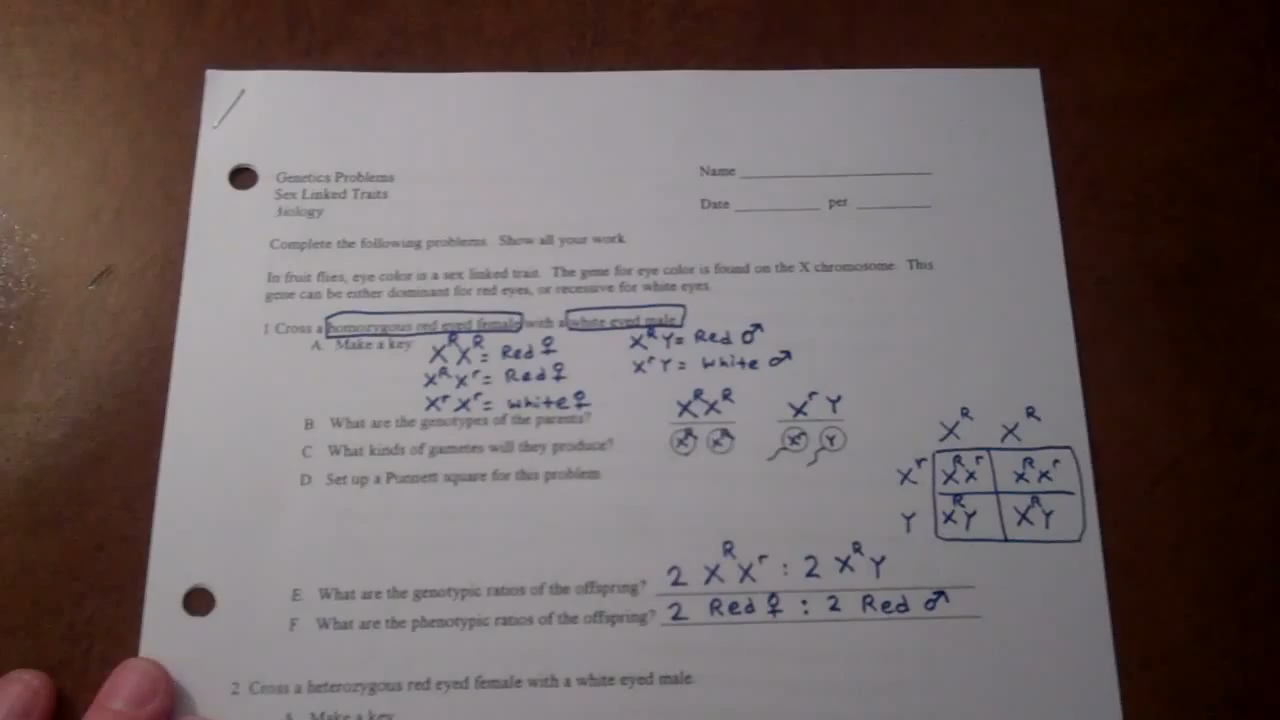 Genetics Problems
Sex Linked Traits
Biology
Name
Date per
Complete the following problems. Show all your work
In fruit flies, eye color is a sex linked trait. The gene for eye color is found on the X chromosome. This
gene can be either dominant for red eyes, or recessive for white eyes.
1 Cross a homozygous red eyed female with a white eyed male.
A. Make a key
XᴿXᴿ = Red ♀
XᴿXʳ = Red ♀
XʳXʳ = white ♀
XᴿY = Red ♂
XʳY = white ♂
B. What are the genotypes of the parents?
XᴿXᴿ XʳY
C What kinds of gametes will they produce?
Xᴿ Xᴿ Xʳ Y
D Set up a Punnett square for this problem
Xᴿ Xᴿ
Xʳ XᴿXʳ XᴿXʳ
Y XᴿY XᴿY
E. What are the genotypic ratios of the offspring? 2 XᴿXʳ : 2 XᴿY
F What are the phenotypic ratios of the offspring? 2 Red ♀ : 2 Red ♂
2 Cross a heterozygous red eyed female with a white eyed male
A. Make a key